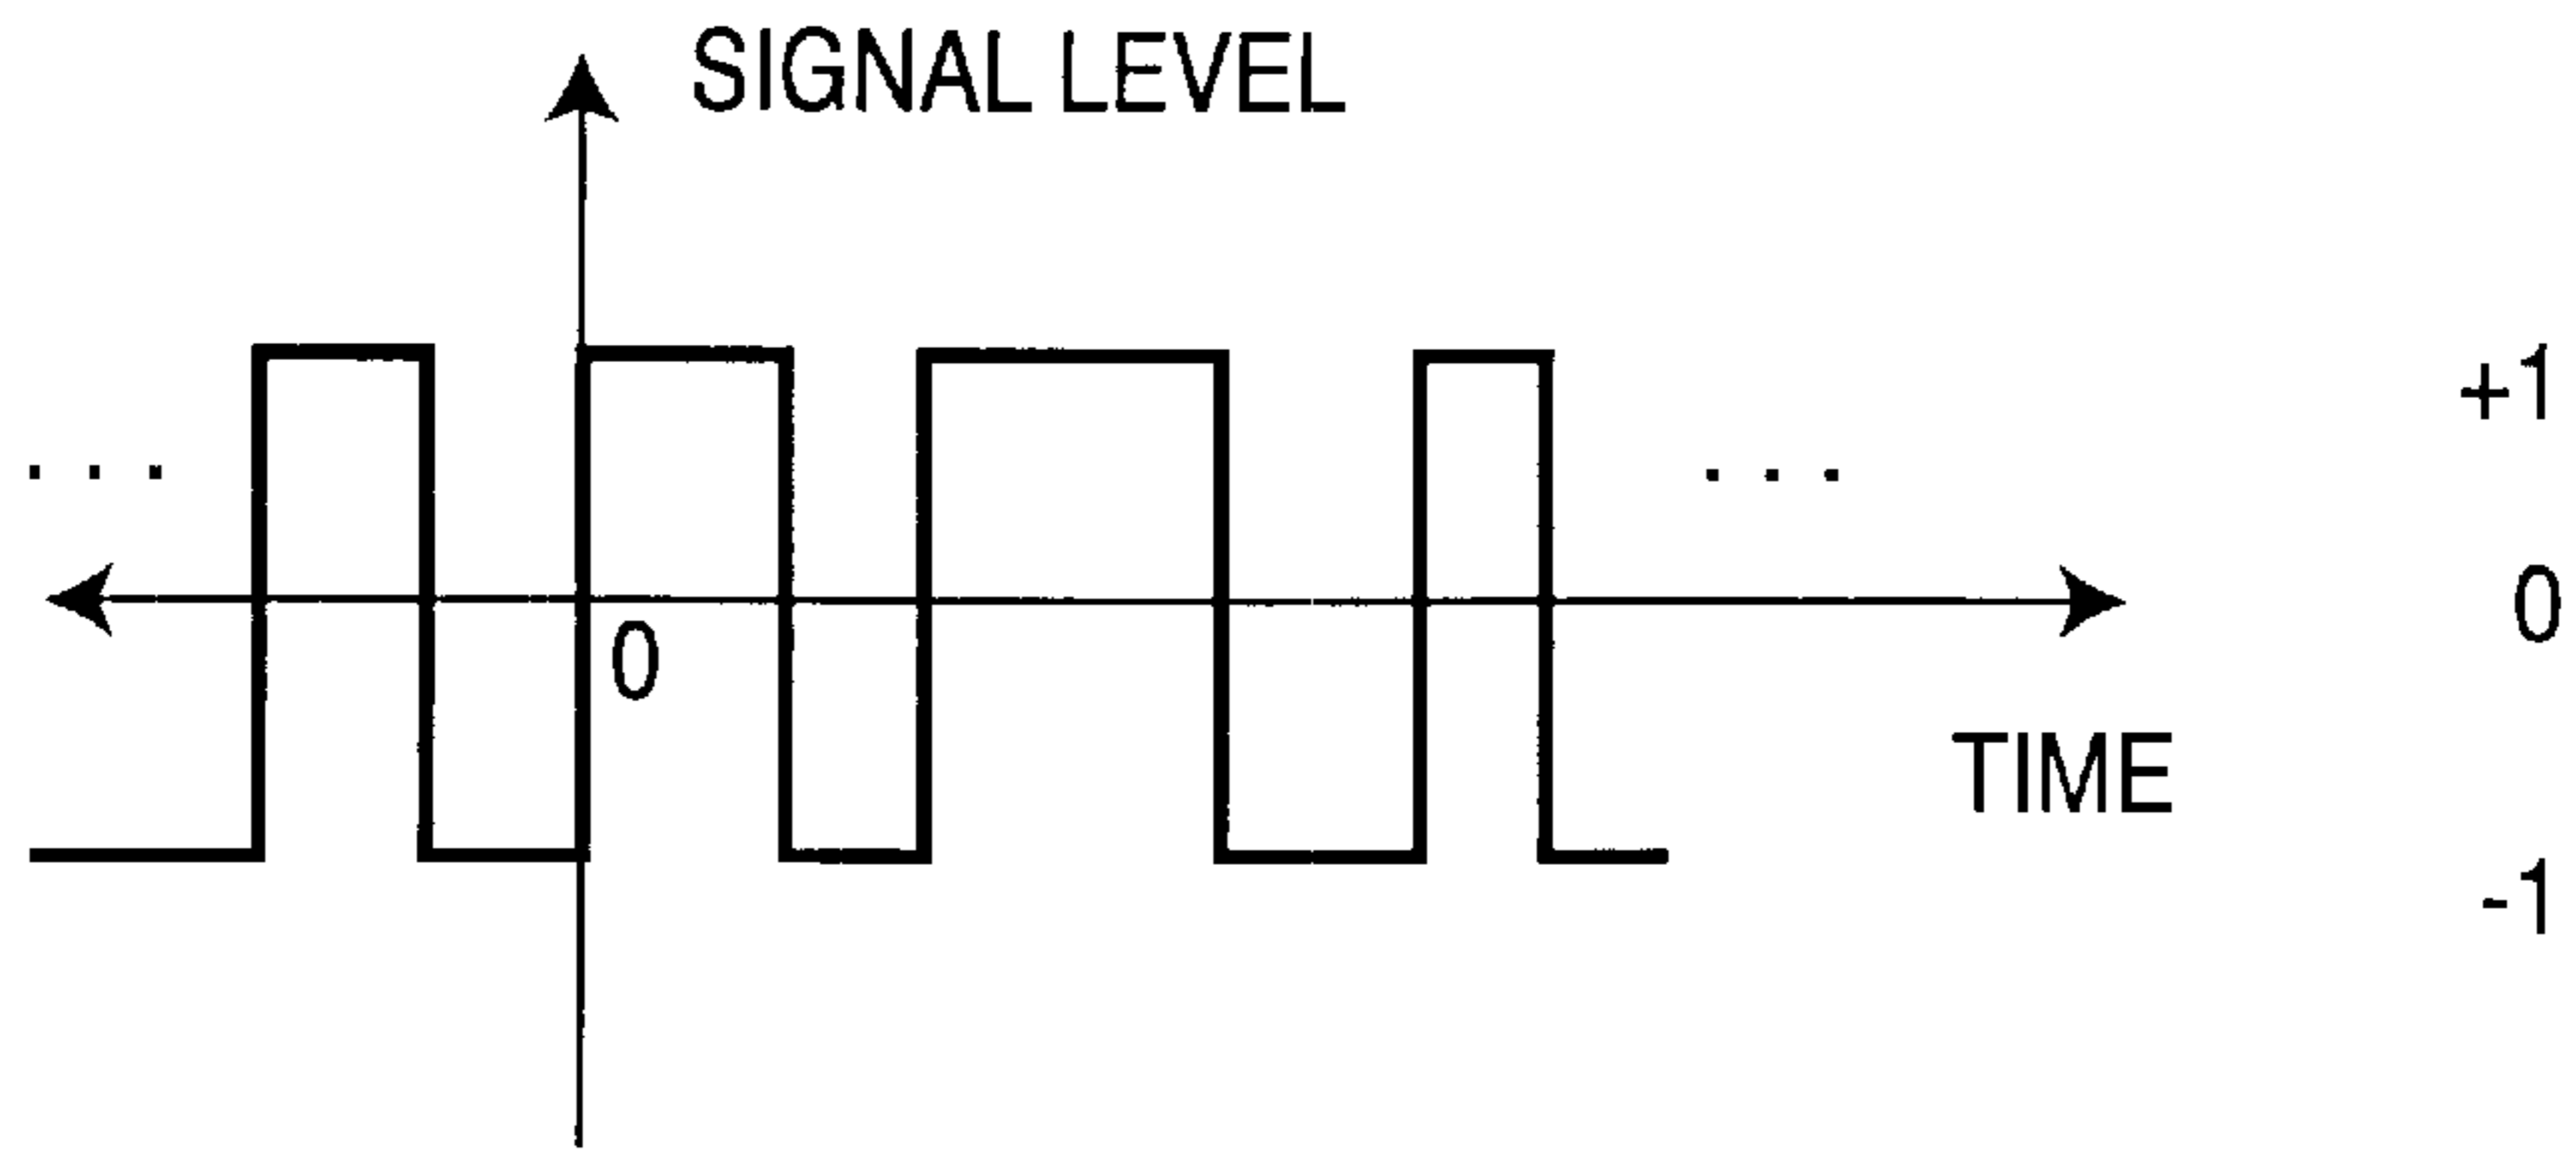 SIGNAL LEVEL
+1
. . .
. . .
0
0
TIME
-1